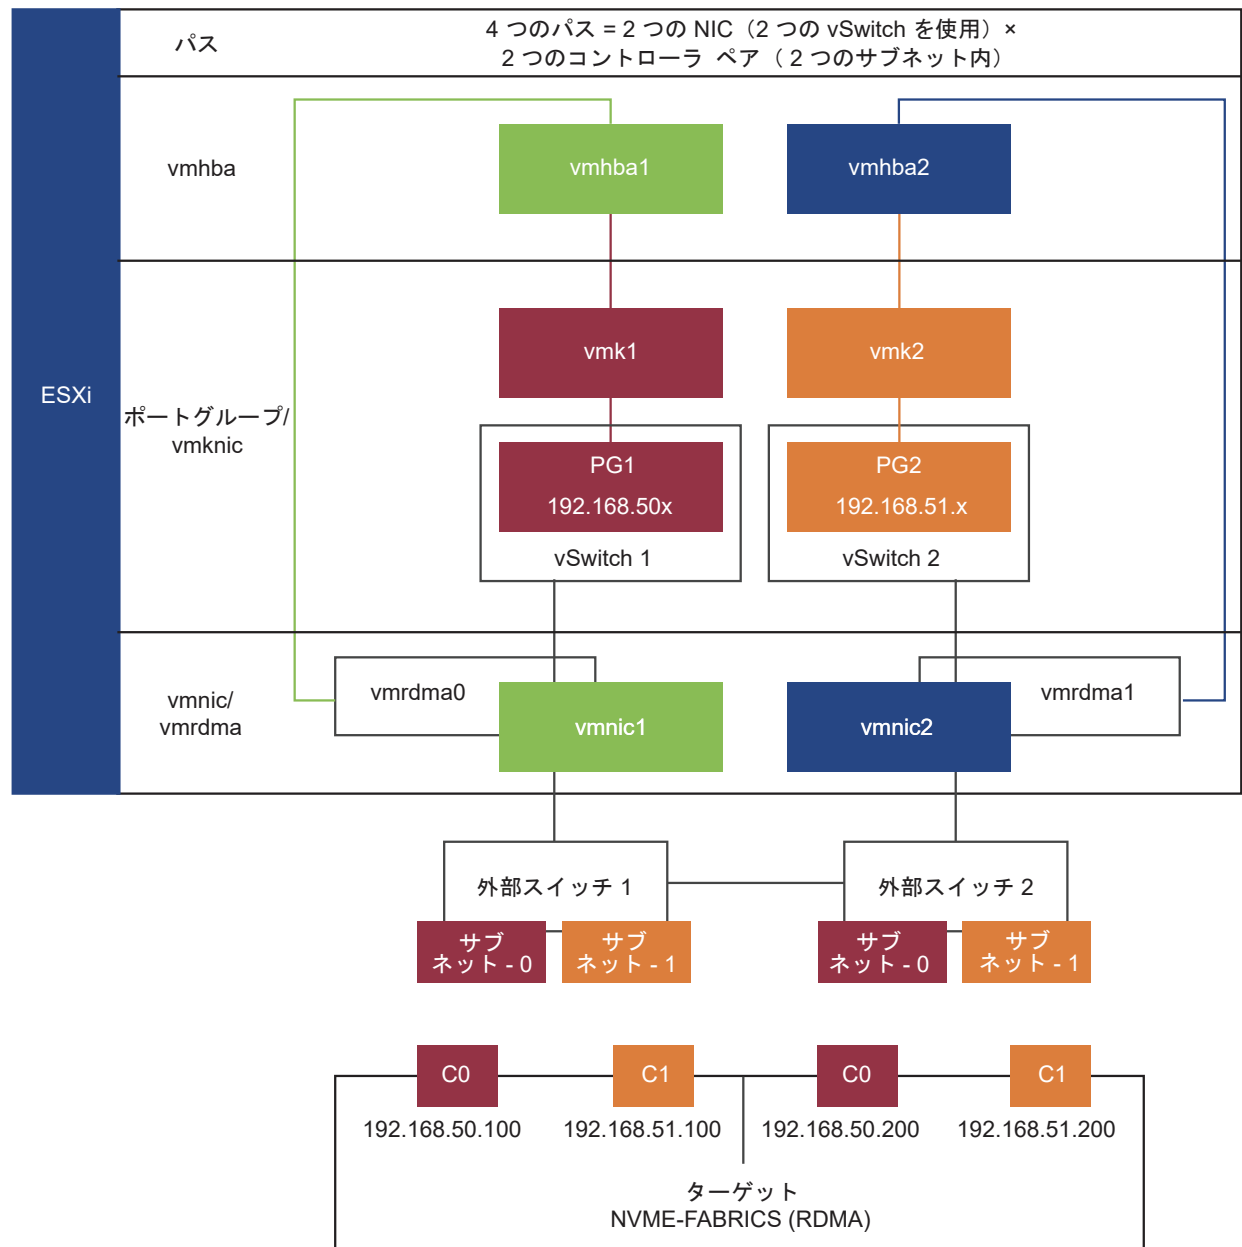 パス
4 つのパス = 2 つの NIC（2 つの vSwitch を使用）×
2 つのコントローラ ペア（ 2 つのサブネット内）
vmhba
vmhba1
vmhba2
ESXi
ポートグループ/
vmknic
vmk1
vmk2
PG1
192.168.50x
vSwitch 1
PG2
192.168.51.x
vSwitch 2
vmnic/
vmrdma
vmrdma0
vmnic1
vmnic2
vmrdma1
外部スイッチ 1
外部スイッチ 2
サブ
ネット - 0
サブ
ネット - 1
サブ
ネット - 0
サブ
ネット - 1
C0
C1
C0
C1
192.168.50.100
192.168.51.100
192.168.50.200
192.168.51.200
ターゲット
NVME-FABRICS (RDMA)